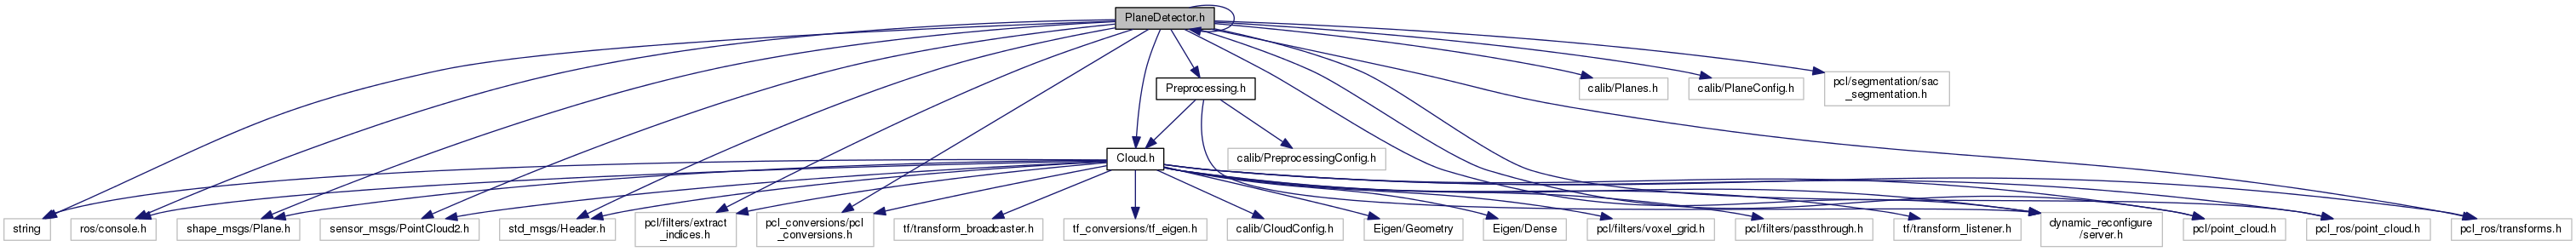 PlaneDetector.h
Preprocessing.h
calib/Planes.h
calib/PlaneConfig.h
pcl/segmentation/sac
_segmentation.h
Cloud.h
calib/PreprocessingConfig.h
string
ros/console.h
shape_msgs/Plane.h
sensor_msgs/PointCloud2.h
std_msgs/Header.h
pcl/filters/extract
_indices.h
pcl_conversions/pcl
_conversions.h
tf/transform_broadcaster.h
tf_conversions/tf_eigen.h
calib/CloudConfig.h
Eigen/Geometry
Eigen/Dense
pcl/filters/voxel_grid.h
pcl/filters/passthrough.h
tf/transform_listener.h
dynamic_reconfigure
/server.h
pcl/point_cloud.h
pcl_ros/point_cloud.h
pcl_ros/transforms.h